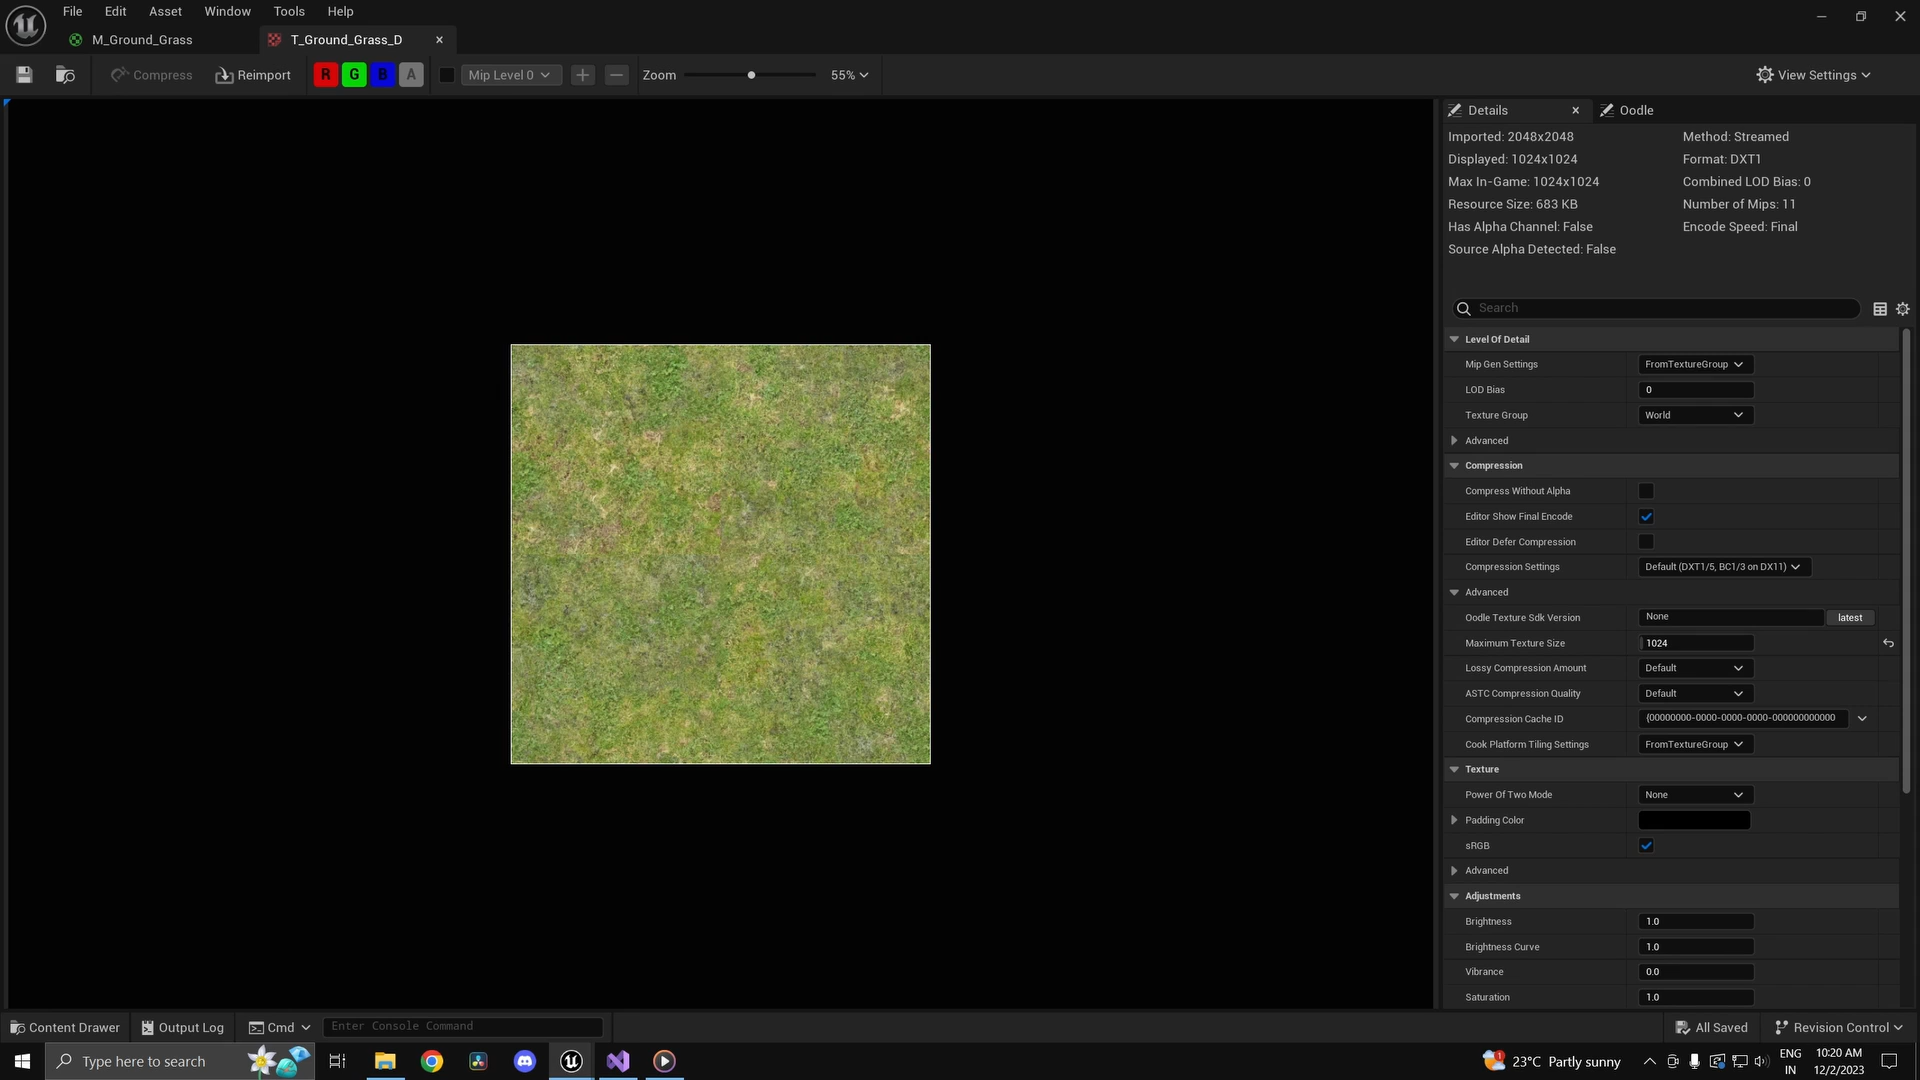 File Edit Asset Window Tools Help
M_Ground_Grass T_Ground_Grass_D
Compress Reimport R G B A Mip Level 0 Zoom 55% View Settings
Details Oodle
Imported: 2048x2048 Method: Streamed
Displayed: 1024x1024 Format: DXT1
Max In-Game: 1024x1024 Combined LOD Bias: 0
Resource Size: 683 KB Number of Mips: 11
Has Alpha Channel: False Encode Speed: Final
Source Alpha Detected: False
Search
Level Of Detail
Mip Gen Settings FromTextureGroup
LOD Bias 0
Texture Group World
Advanced
Compression
Compress Without Alpha
Editor Show Final Encode
Editor Defer Compression
Compression Settings Default (DXT1/5, BC1/3 on DX11)
Advanced
Oodle Texture Sdk Version None latest
Maximum Texture Size 1024
Lossy Compression Amount Default
ASTC Compression Quality Default
Compression Cache ID {00000000-0000-0000-0000-000000000000
Cook Platform Tiling Settings FromTextureGroup
Texture
Power Of Two Mode None
Padding Color
sRGB
Advanced
Adjustments
Brightness 1.0
Brightness Curve 1.0
Vibrance 0.0
Saturation 1.0
Content Drawer Output Log Cmd Enter Console Command All Saved Revision Control
Type here to search 1 23°C Partly sunny ENG 10:20 AM
IN 12/2/2023